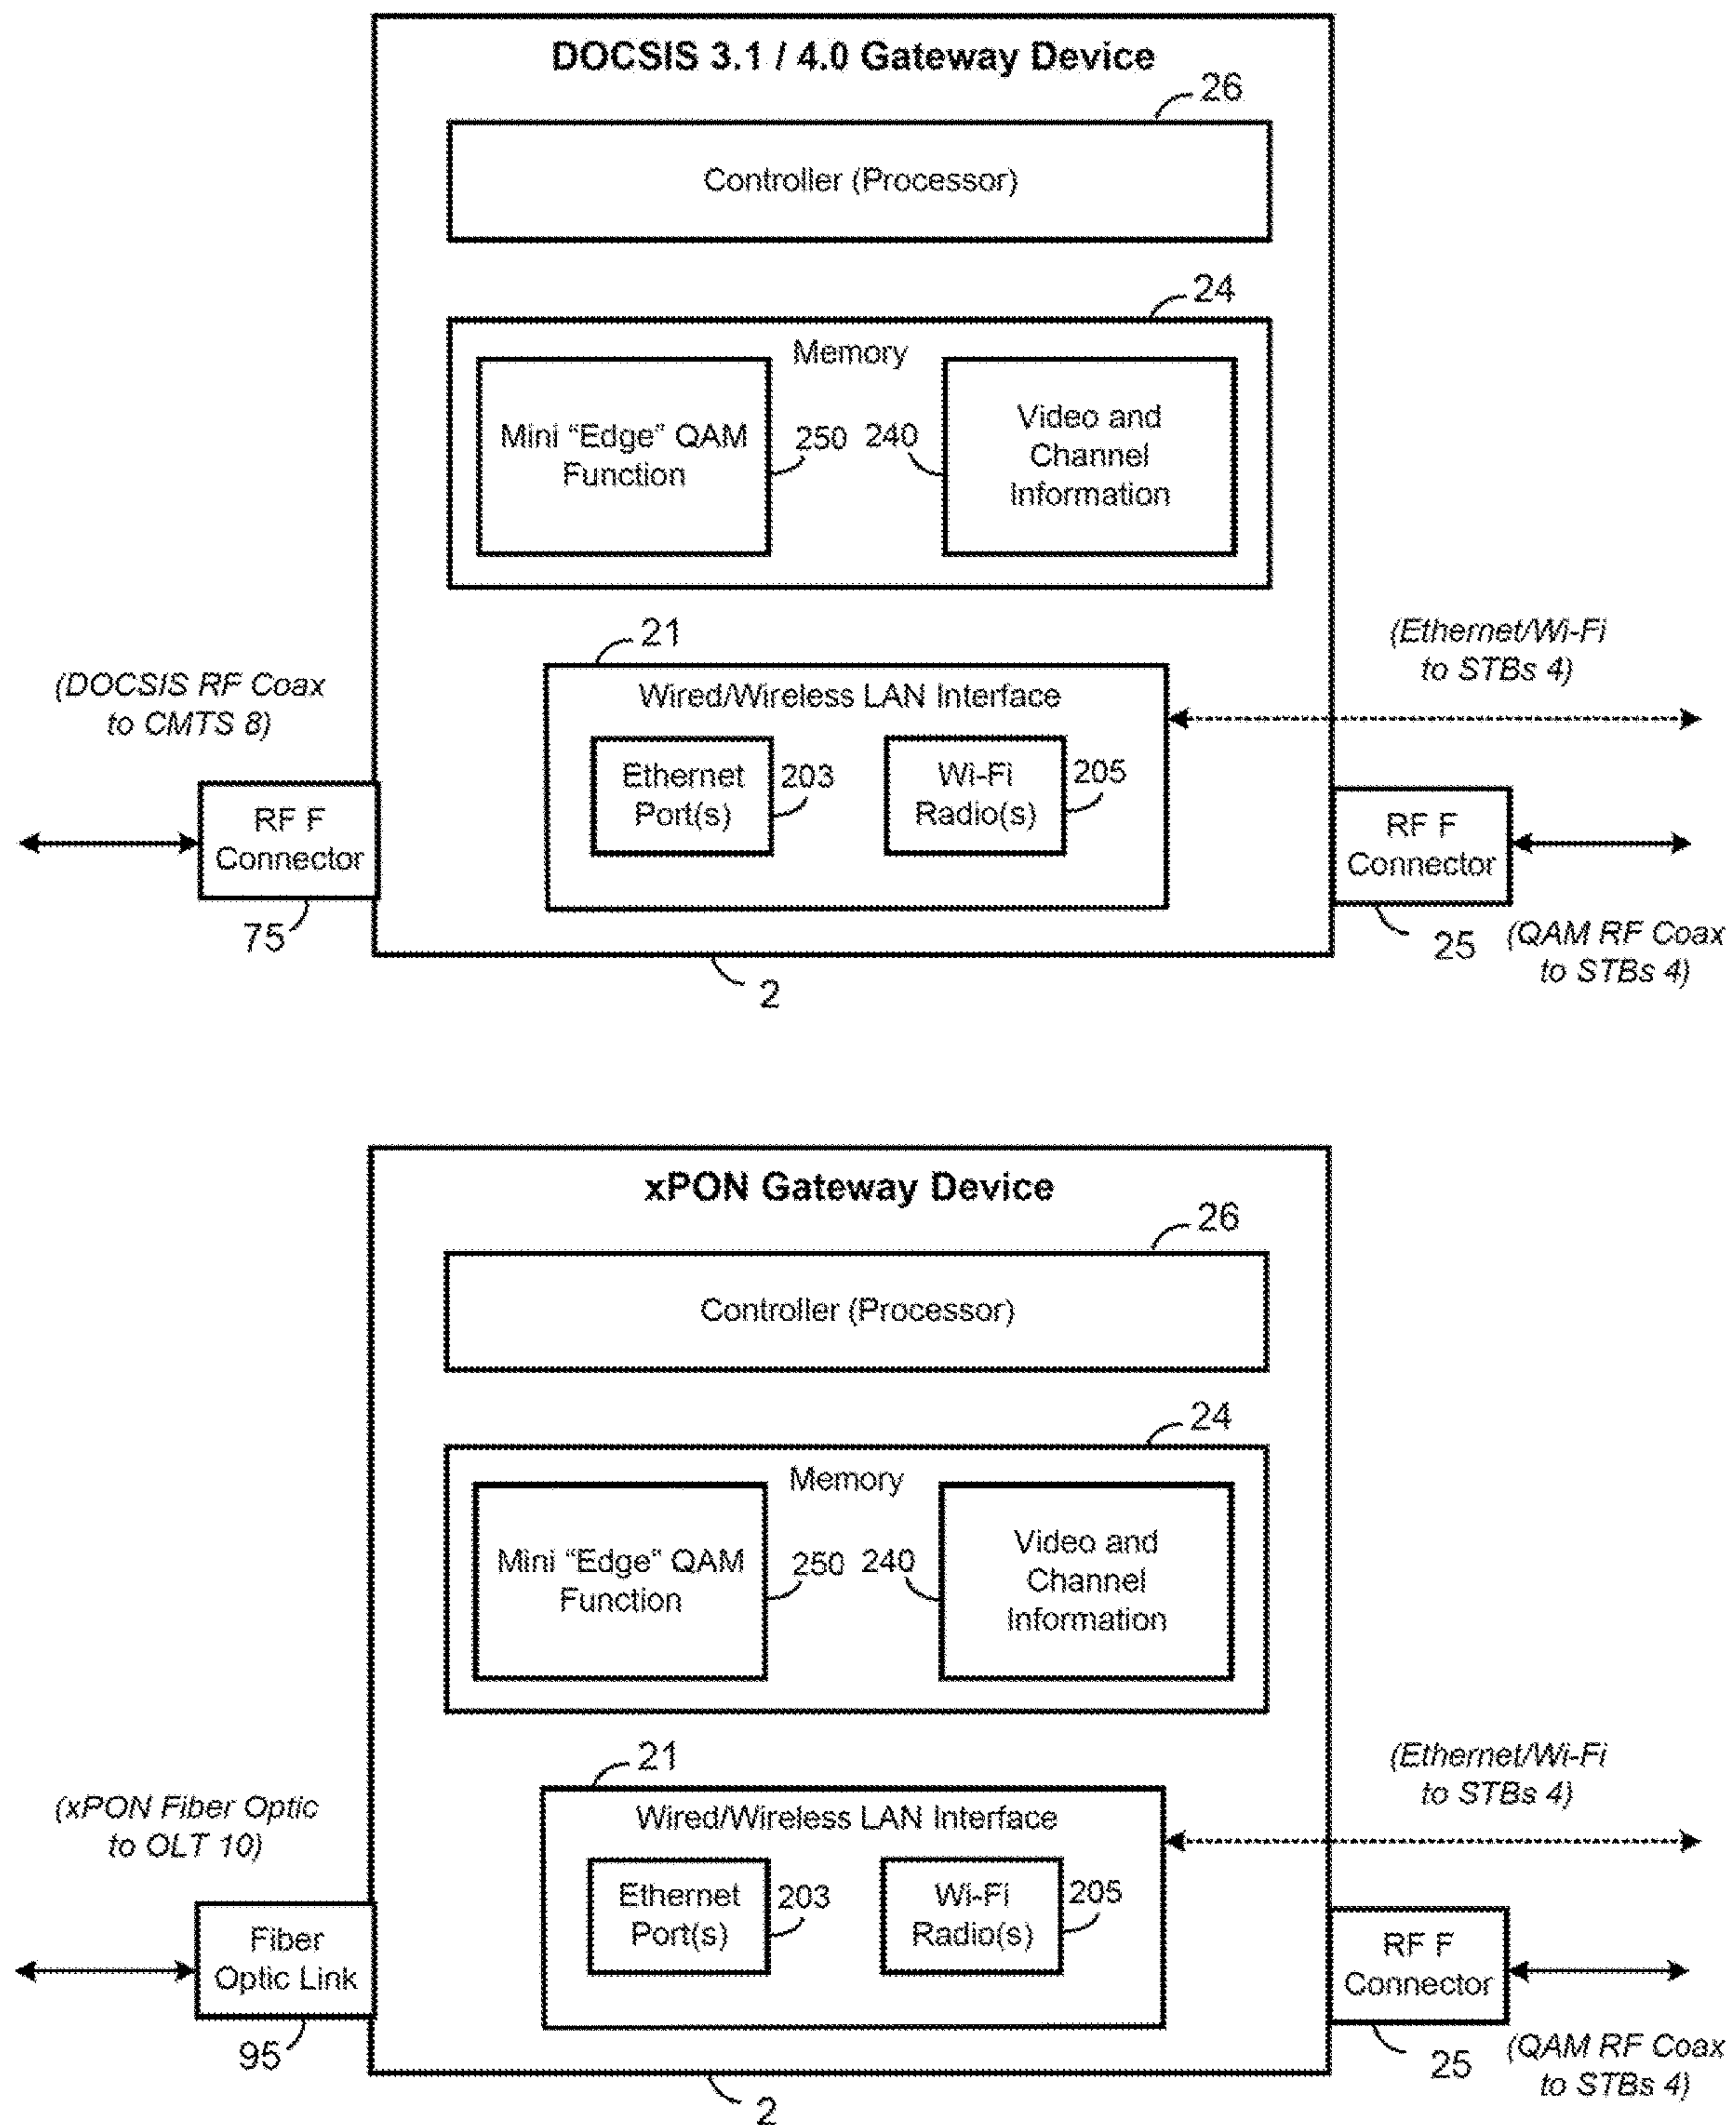 DOCSIS 3.1 / 4.0 Gateway Device
26
Controller (Processor)
24
Memory
Mini “Edge” QAM
Function
250
240
Video and
Channel
Information
21
Wired/Wireless LAN Interface
Ethernet
Port(s)
203
Wi-Fi
Radio(s)
205
(Ethernet/Wi-Fi
to STBs 4)
(DOCSIS RF Coax
to CMTS 8)
RF F
Connector
75
RF F
Connector
25
(QAM RF Coax
to STBs 4)
2
xPON Gateway Device
26
Controller (Processor)
24
Memory
Mini “Edge” QAM
Function
250
240
Video and
Channel
Information
21
Wired/Wireless LAN Interface
Ethernet
Port(s)
203
Wi-Fi
Radio(s)
205
(Ethernet/Wi-Fi
to STBs 4)
(xPON Fiber Optic
to OLT 10)
Fiber
Optic Link
95
RF F
Connector
25
(QAM RF Coax
to STBs 4)
2